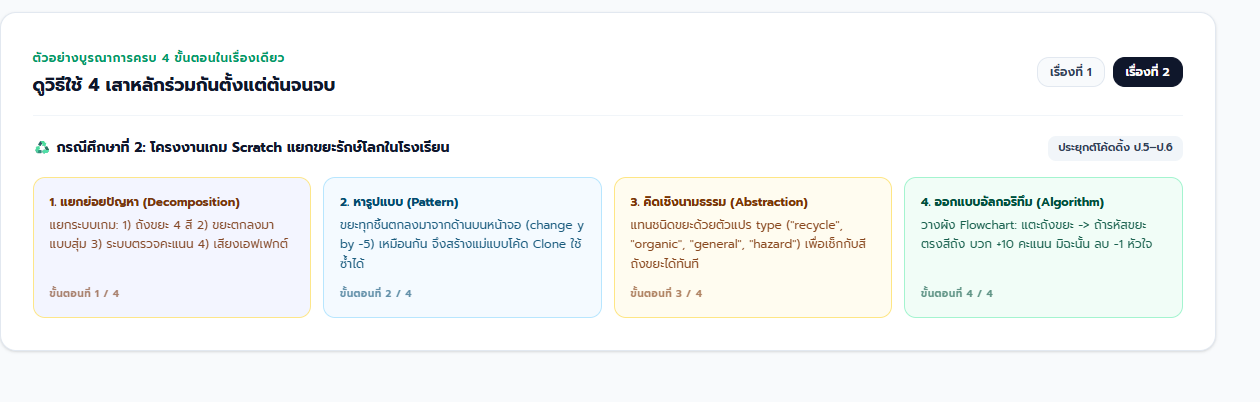 ตัวอย่างบูรณาการครบ 4 ขั้นตอนในเรื่องเดียว
ดูวิธีใช้ 4 เสาหลักร่วมกันตั้งแต่ต้นจนจบ
เรื่องที่ 1
เรื่องที่ 2
กรณีศึกษาที่ 2: โครงงานเกม Scratch แยกขยะรักษ์โลกในโรงเรียน
ประยุกต์โค้ดดิ้ง ป.5–ป.6
1. แยกย่อยปัญหา (Decomposition)
แยกระบบเกม: 1) ถังขยะ 4 สี 2) ขยะตกลงมา
แบบสุ่ม 3) ระบบตรวจคะแนน 4) เสียงเอฟเฟกต์
ขั้นตอนที่ 1 / 4
2. หารูปแบบ (Pattern)
ขยะทุกชิ้นตกลงมาจากด้านบนหน้าจอ (change y
by -5) เหมือนกัน จึงสร้างแม่แบบโค้ด Clone ใช้
ซ้ำได้
ขั้นตอนที่ 2 / 4
3. คิดเชิงนามธรรม (Abstraction)
แทนชนิดขยะด้วยตัวแปร type ("recycle",
"organic", "general", "hazard") เพื่อเช็กกับสี
ถังขยะได้ทันที
ขั้นตอนที่ 3 / 4
4. ออกแบบอัลกอริทึม (Algorithm)
วางผัง Flowchart: แตะถังขยะ -> ถ้ารหัสขยะ
ตรงสีถัง บวก +10 คะแนน มิฉะนั้น ลบ -1 หัวใจ
ขั้นตอนที่ 4 / 4